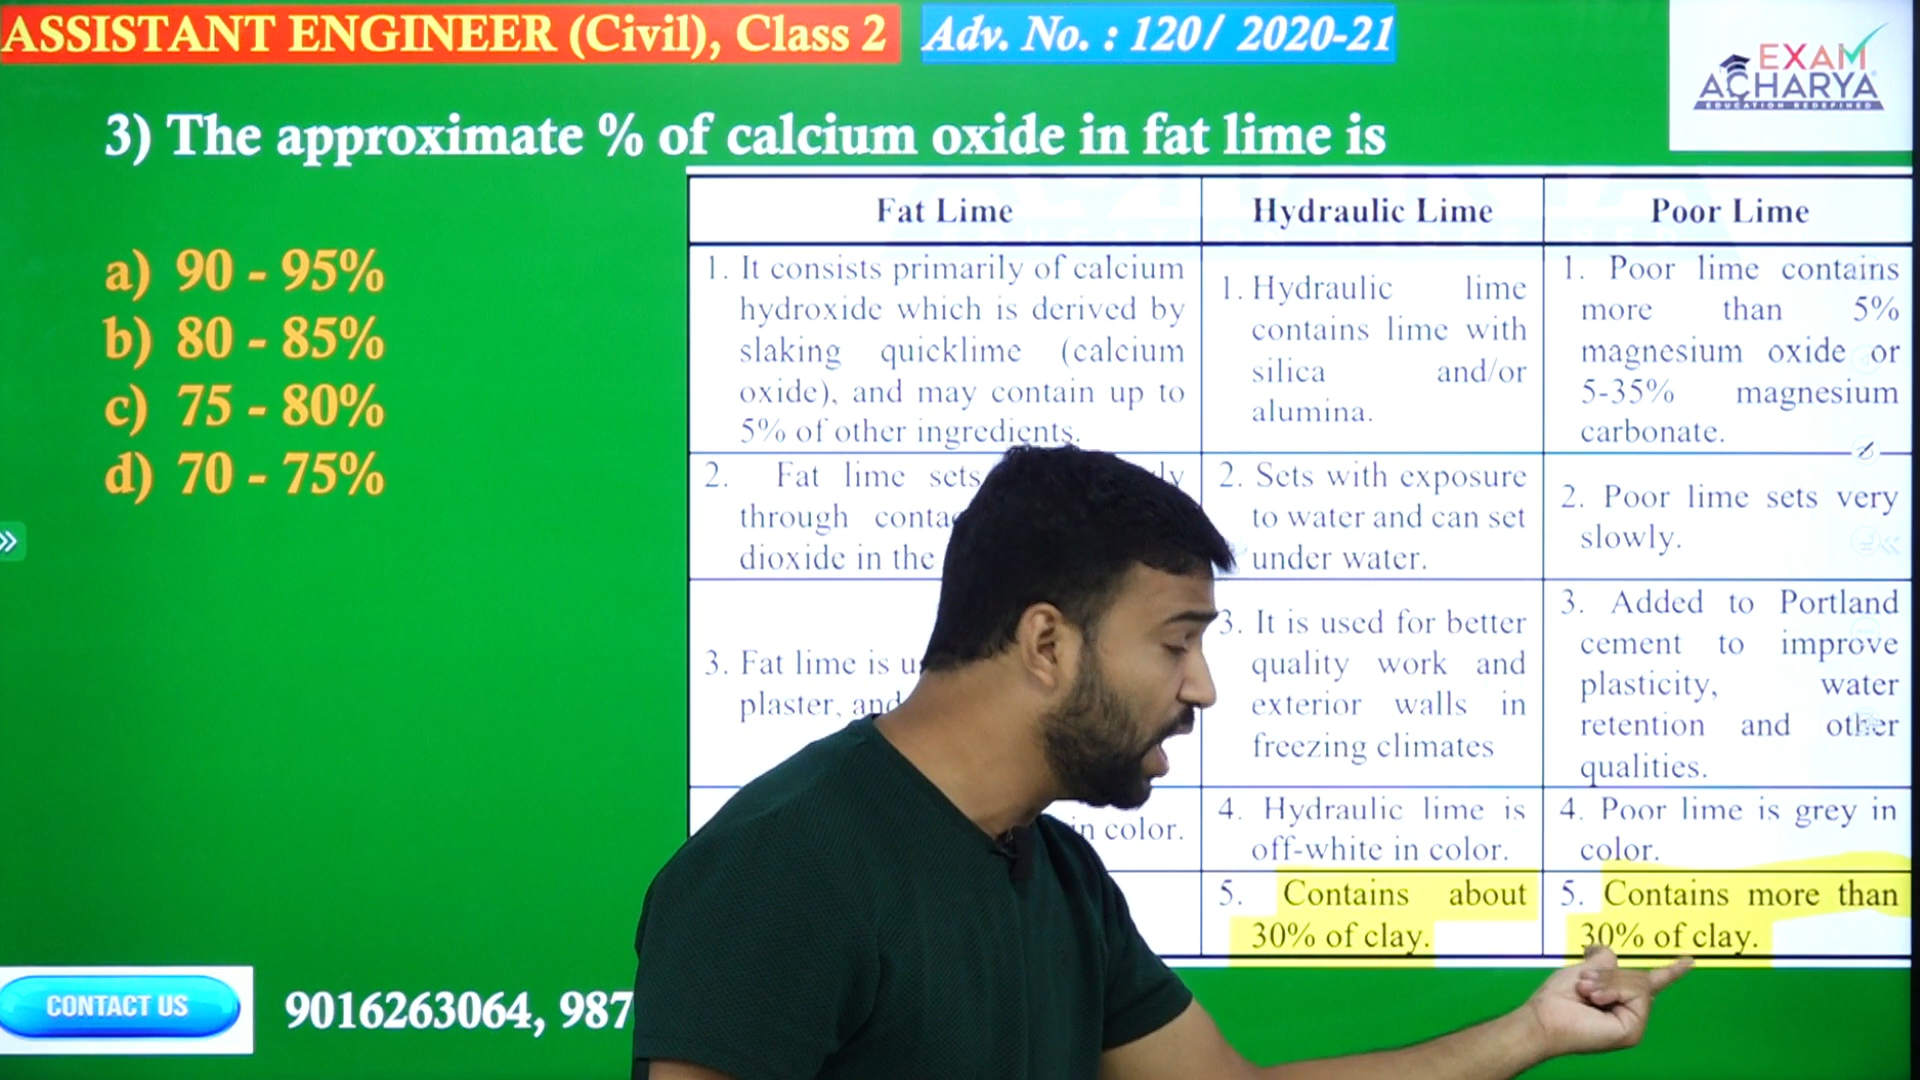 ASSISTANT ENGINEER (Civil), Class 2
Adv. No. : 120/ 2020-21
EXAM
ACHARYA
EDUCATION REDEFINED
3) The approximate % of calcium oxide in fat lime is
a) 90 - 95%
b) 80 - 85%
c) 75 - 80%
d) 70 - 75%
Fat Lime
Hydraulic Lime
Poor Lime
1. It consists primarily of calcium
hydroxide which is derived by
slaking quicklime (calcium
oxide), and may contain up to
5% of other ingredients.
1. Hydraulic lime
contains lime with
silica and/or
alumina.
1. Poor lime contains
more than 5%
magnesium oxide or
5-35% magnesium
carbonate.
2. Fat lime sets
through
dioxide in the
2. Sets with exposure
to water and can set
under water.
2. Poor lime sets very
slowly.
3. Fat lime is
plaster, and
3. It is used for better
quality work and
exterior walls in
freezing climates
3. Added to Portland
cement to improve
plasticity, water
retention and other
qualities.
in color.
4. Hydraulic lime is
off-white in color.
4. Poor lime is grey in
color.
5. Contains about
30% of clay.
5. Contains more than
30% of clay.
CONTACT US
9016263064, 987